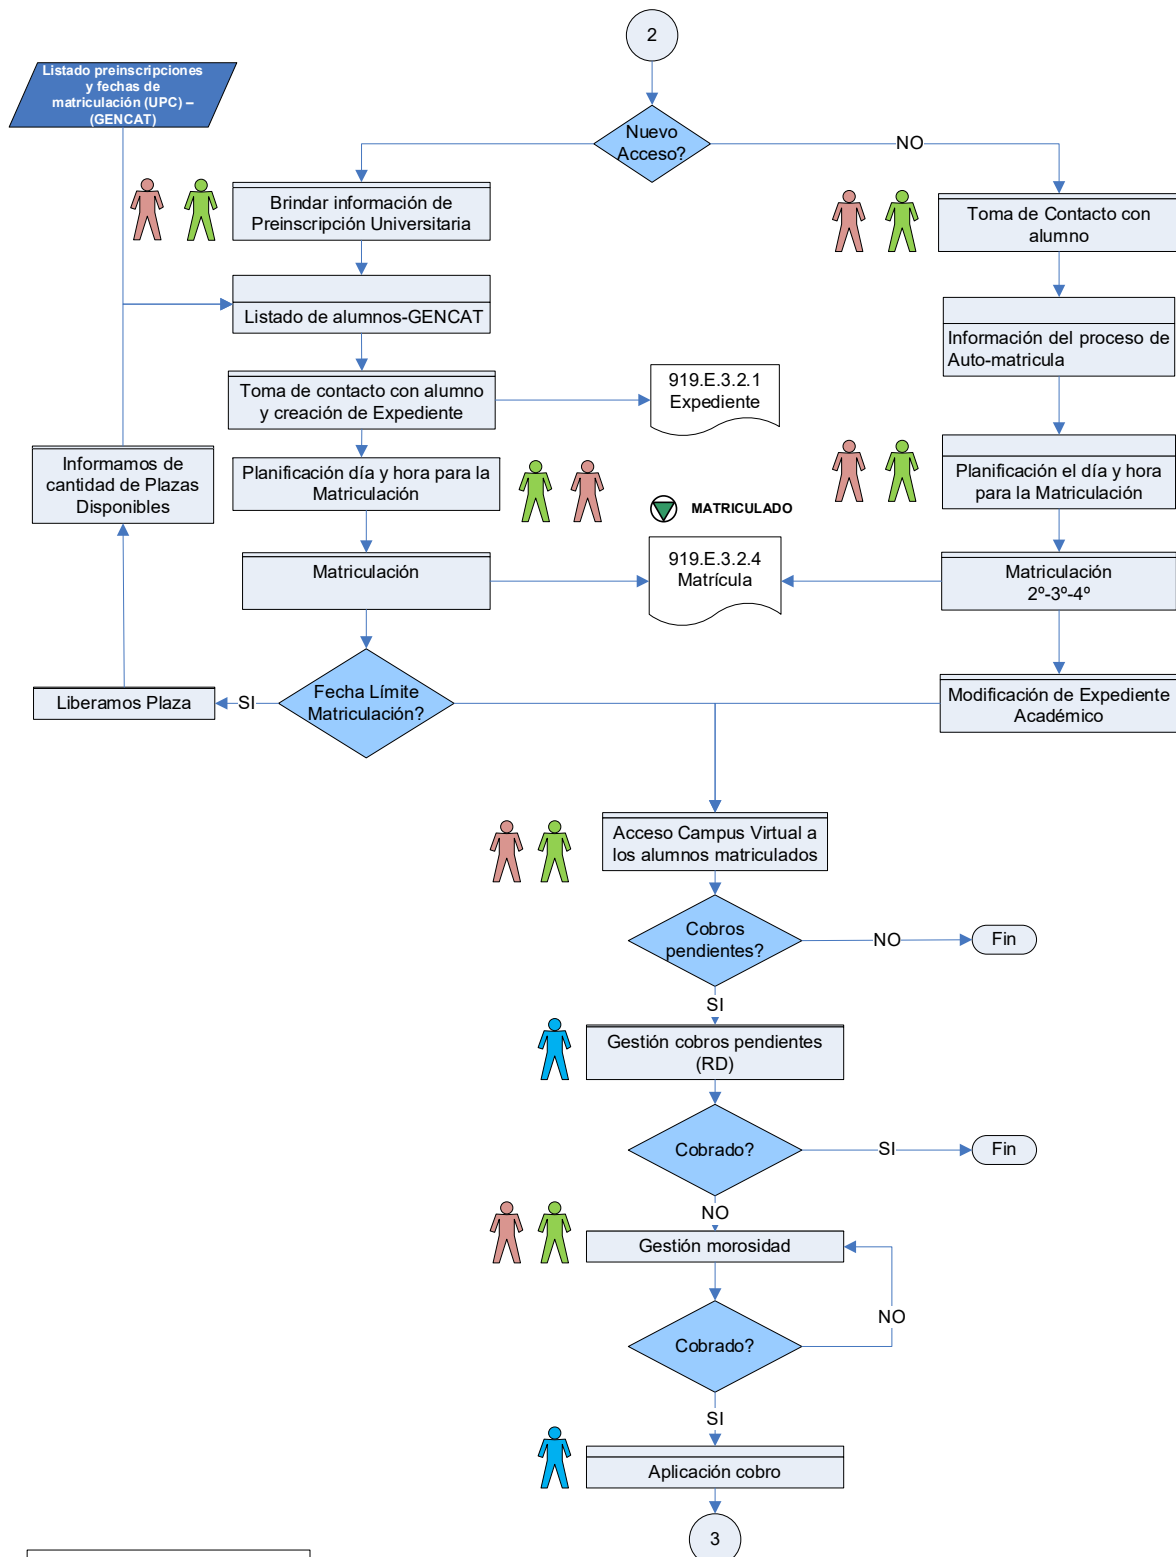 2
Listado preinscripciones
y fechas de
matriculación (UPC) –
(GENCAT)
Nuevo
Acceso?
NO
Brindar información de
Preinscripción Universitaria
Toma de Contacto con
alumno
Listado de alumnos-GENCAT
Información del proceso de
Auto-matricula
Toma de contacto con alumno
y creación de Expediente
919.E.3.2.1
Expediente
Informamos de
cantidad de Plazas
Disponibles
Planificación día y hora para la
Matriculación
Planificación el día y hora
para la Matriculación
MATRICULADO
Matriculación
919.E.3.2.4
Matrícula
Matriculación
2º-3º-4º
Liberamos Plaza
SI
Fecha Límite
Matriculación?
Modificación de Expediente
Académico
Acceso Campus Virtual a
los alumnos matriculados
Cobros
pendientes?
NO
Fin
SI
Gestión cobros pendientes
(RD)
Cobrado?
SI
Fin
NO
Gestión morosidad
NO
Cobrado?
SI
Aplicación cobro
3